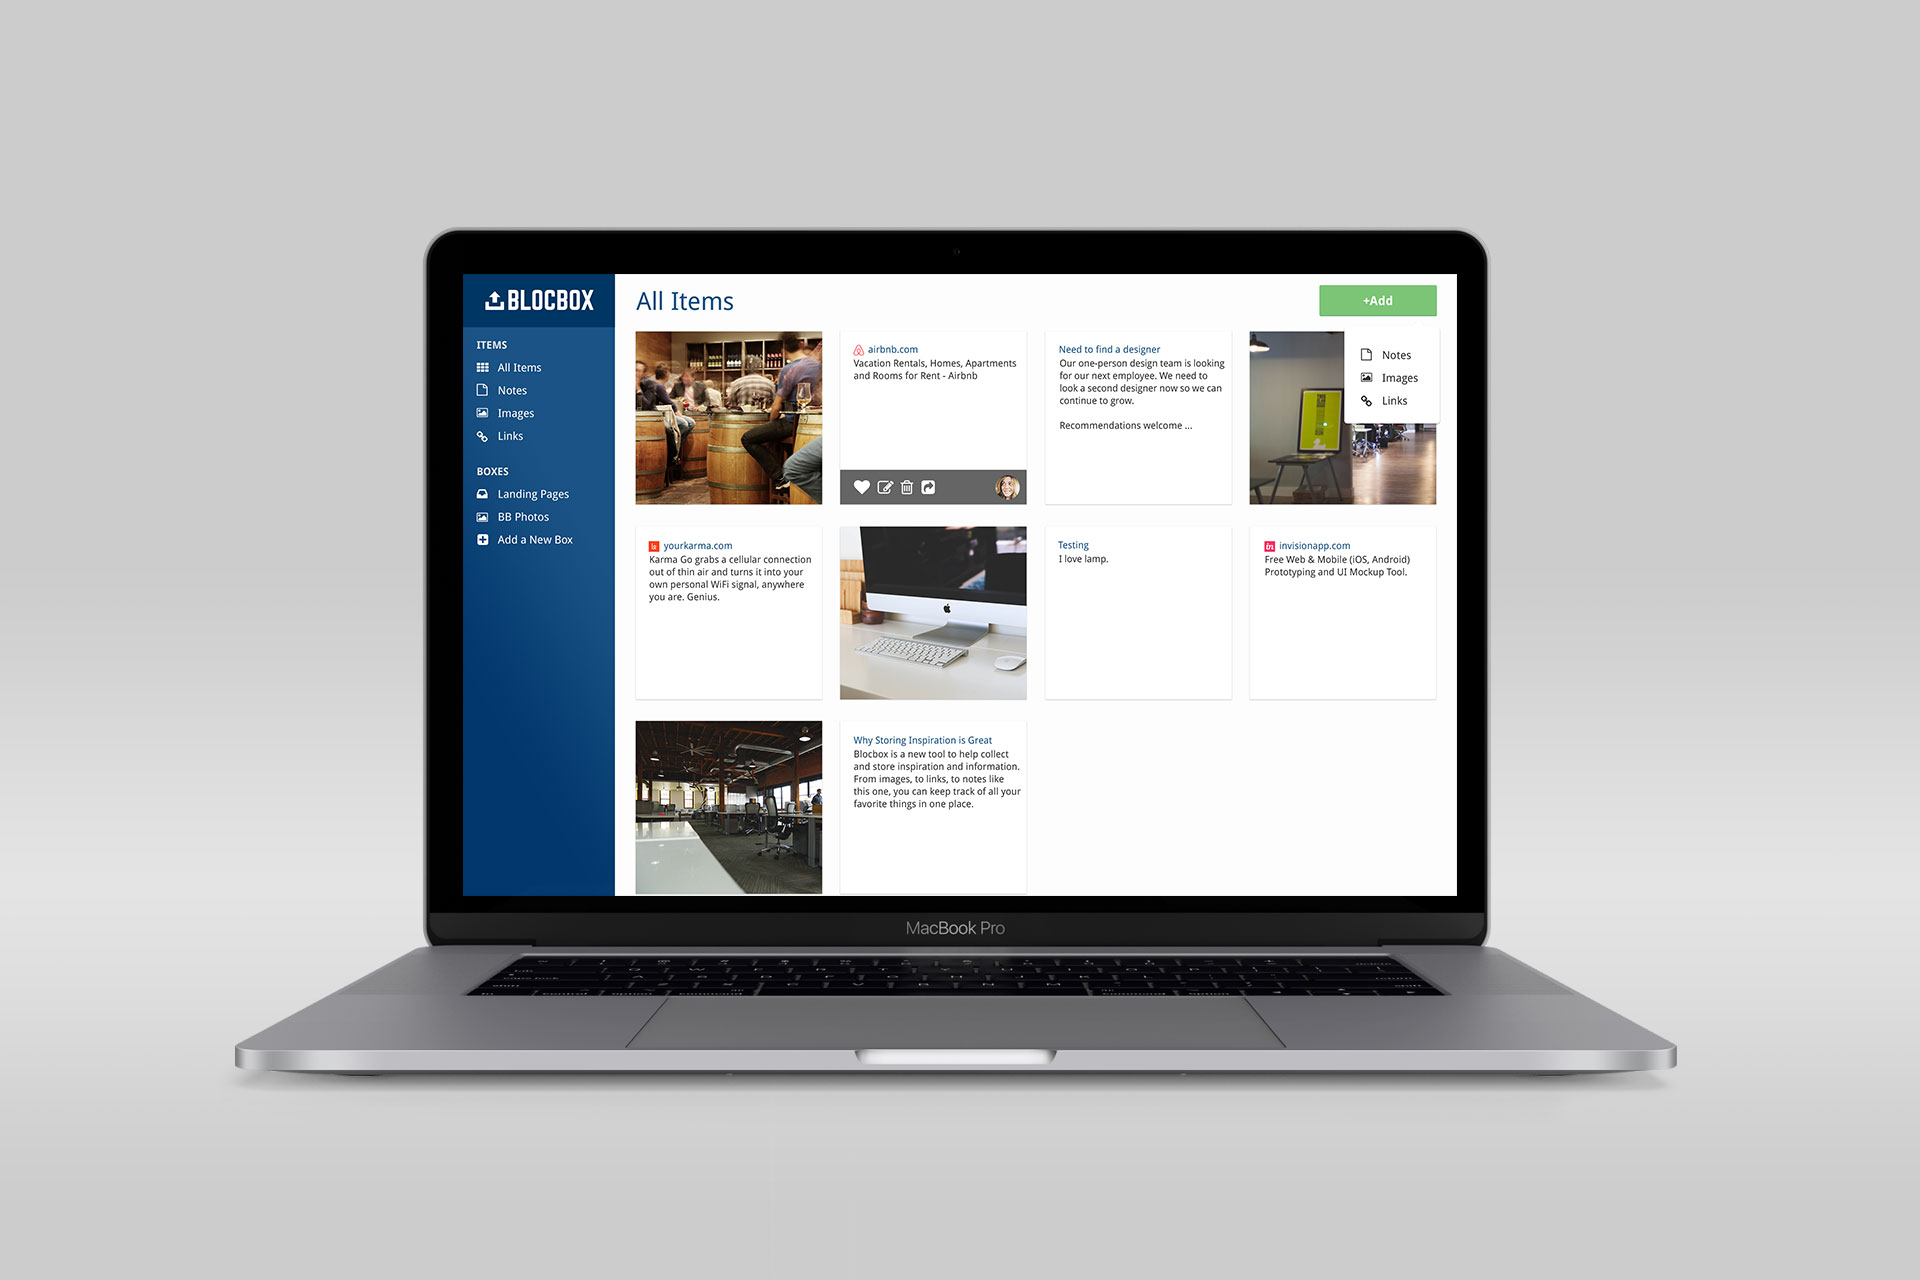 BLOCBOX
All Items
+Add
ITEMS
All Items
Notes
Images
Links
BOXES
Landing Pages
BB Photos
Add a New Box
Notes
Images
Links
airbnb.com
Vacation Rentals, Homes, Apartments
and Rooms for Rent - Airbnb
Need to find a designer
Our one-person design team is looking
for our next employee. We need to
look a second designer now so we can
continue to grow.
Recommendations welcome ...
yourkarma.com
Karma Go grabs a cellular connection
out of thin air and turns it into your
own personal WiFi signal, anywhere
you are. Genius.
Testing
I love lamp.
in invisionapp.com
Free Web & Mobile (iOS, Android)
Prototyping and UI Mockup Tool.
Why Storing Inspiration is Great
Blocbox is a new tool to help collect
and store inspiration and information.
From images, to links, to notes like
this one, you can keep track of all your
favorite things in one place.
MacBook Pro